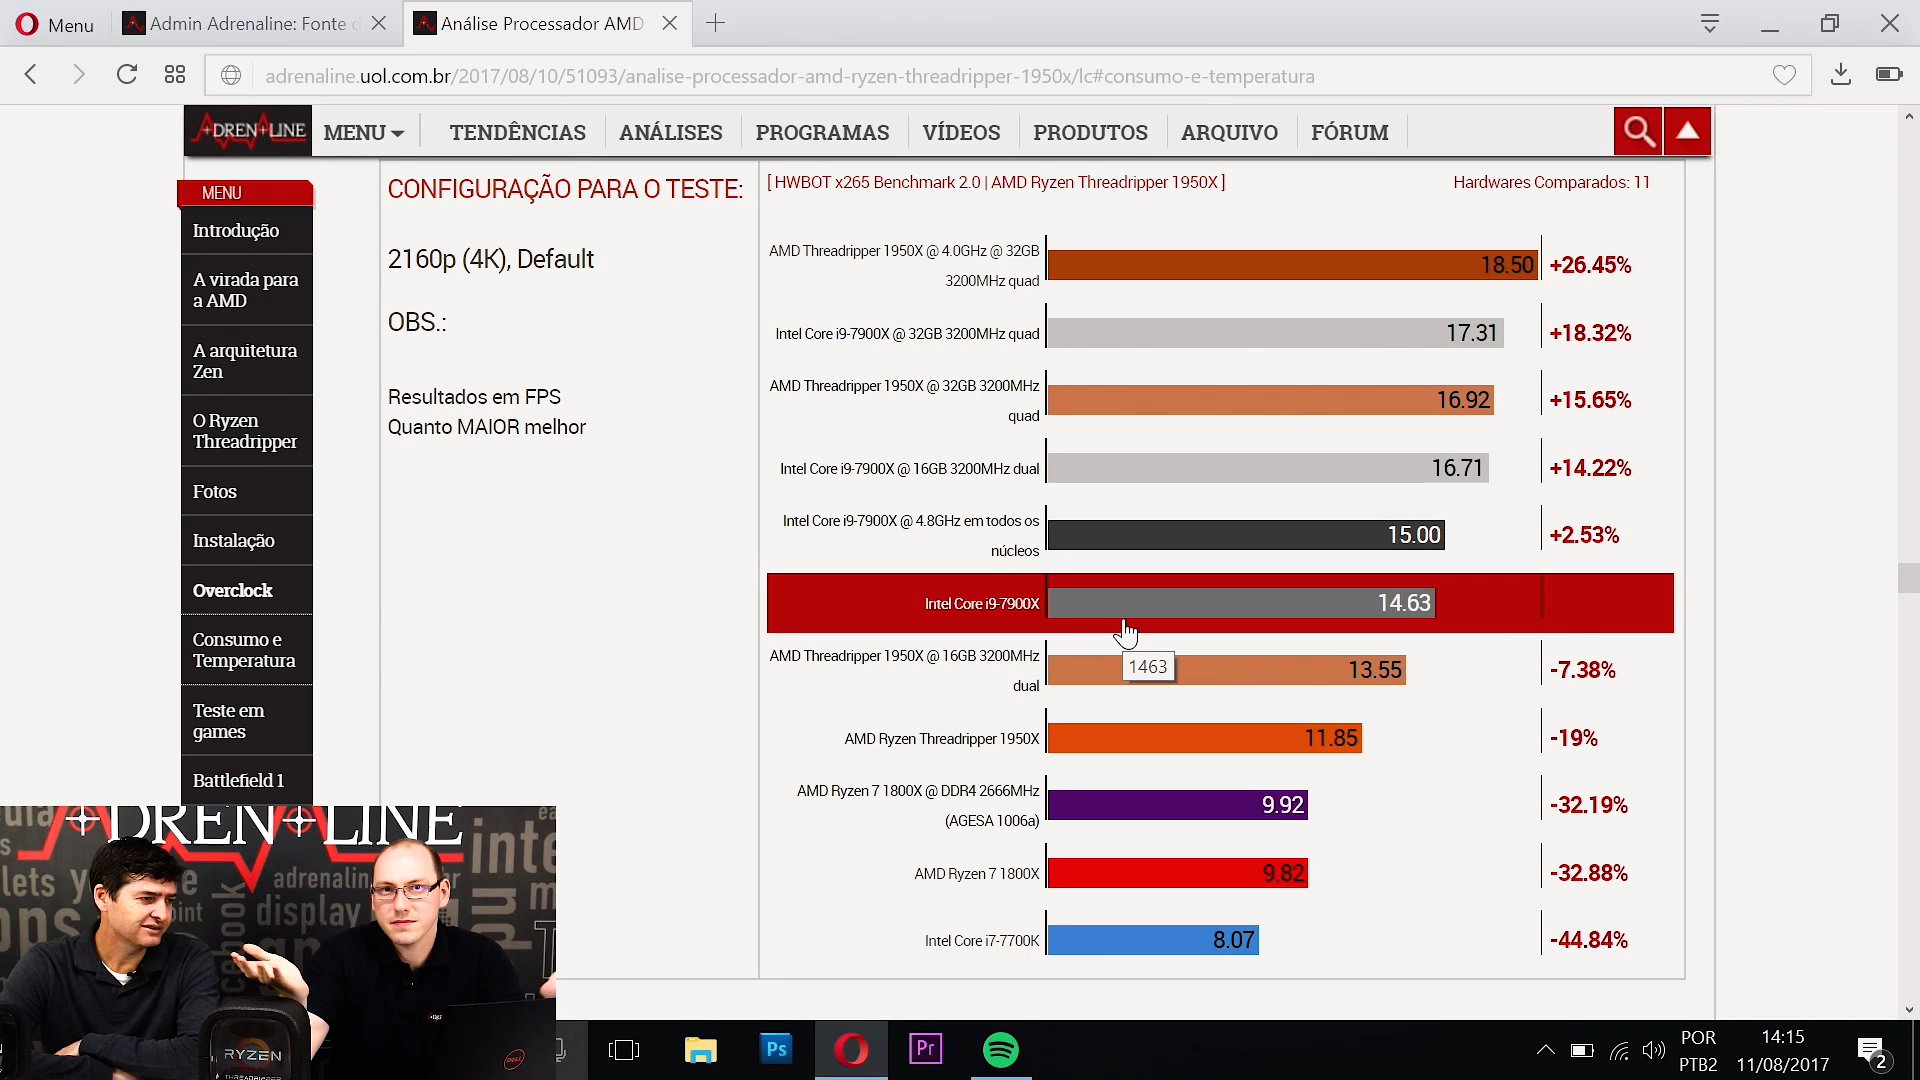 Menu
Admin Adrenaline: Fonte d
Análise Processador AMD
adrenaline.uol.com.br/2017/08/10/51093/analise-processador-amd-ryzen-threadripper-1950x/lc#consumo-e-temperatura
ADRENALINE
MENU
TENDÊNCIAS
ANÁLISES
PROGRAMAS
VÍDEOS
PRODUTOS
ARQUIVO
FÓRUM
MENU
Introdução
A virada para
a AMD
A arquitetura
Zen
O Ryzen
Threadripper
Fotos
Instalação
Overclock
Consumo e
Temperatura
Teste em
games
Battlefield 1
CONFIGURAÇÃO PARA O TESTE:
2160p (4K), Default
OBS.:
Resultados em FPS
Quanto MAIOR melhor
[ HWBOT x265 Benchmark 2.0 | AMD Ryzen Threadripper 1950X ]
Hardwares Comparados: 11
AMD Threadripper 1950X @ 4.0GHz @ 32GB
3200MHz quad
18.50
+26.45%
Intel Core i9-7900X @ 32GB 3200MHz quad
17.31
+18.32%
AMD Threadripper 1950X @ 32GB 3200MHz
quad
16.92
+15.65%
Intel Core i9-7900X @ 16GB 3200MHz dual
16.71
+14.22%
Intel Core i9-7900X @ 4.8GHz em todos os
núcleos
15.00
+2.53%
Intel Core i9-7900X
14.63
1463
AMD Threadripper 1950X @ 16GB 3200MHz
dual
13.55
-7.38%
AMD Ryzen Threadripper 1950X
11.85
-19%
AMD Ryzen 7 1800X @ DDR4 2666MHz
(AGESA 1006a)
9.92
-32.19%
AMD Ryzen 7 1800X
9.82
-32.88%
Intel Core i7-7700K
8.07
-44.84%
ADRENALINE
adrenalin
display
facebook
RYZEN
THREADRIPPER
DELL
Ps
Pr
POR
PTB2
14:15
11/08/2017
2